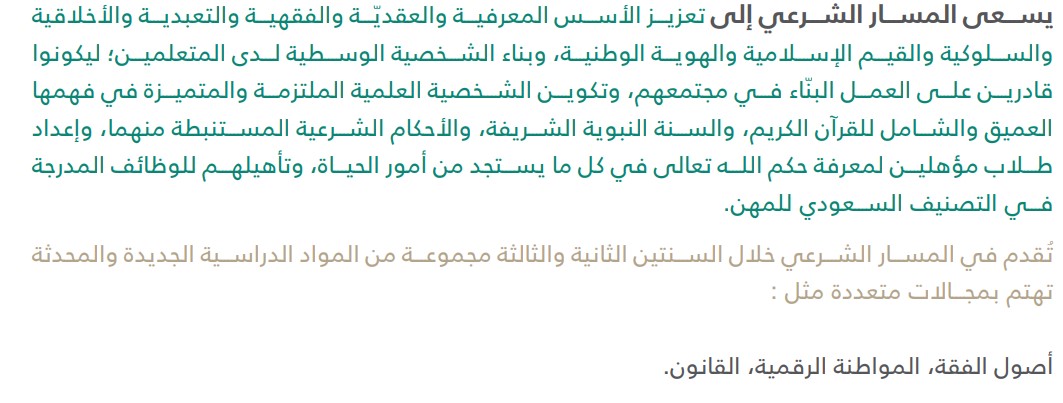 يسعى المسار الشرعي إلى تعزيز الأسس المعرفية والعقديّة والفقهية والتعبدية والأخلاقية
والسلوكية والقيم الإسلامية والهوية الوطنية، وبناء الشخصية الوسطية لدى المتعلمين؛ ليكونوا
قادرين على العمل البنّاء في مجتمعهم، وتكوين الشخصية العلمية الملتزمة والمتميزة في فهمها
العميق والشامل للقرآن الكريم، والسنة النبوية الشريفة، والأحكام الشرعية المستنبطة منهما، وإعداد
طلاب مؤهلين لمعرفة حكم الله تعالى في كل ما يستجد من أمور الحياة، وتأهيلهم للوظائف المدرجة
في التصنيف السعودي للمهن.
تُقدم في المسار الشرعي خلال السنتين الثانية والثالثة مجموعة من المواد الدراسية الجديدة والمحدثة
تهتم بمجالات متعددة مثل :
أصول الفقة، المواطنة الرقمية، القانون.